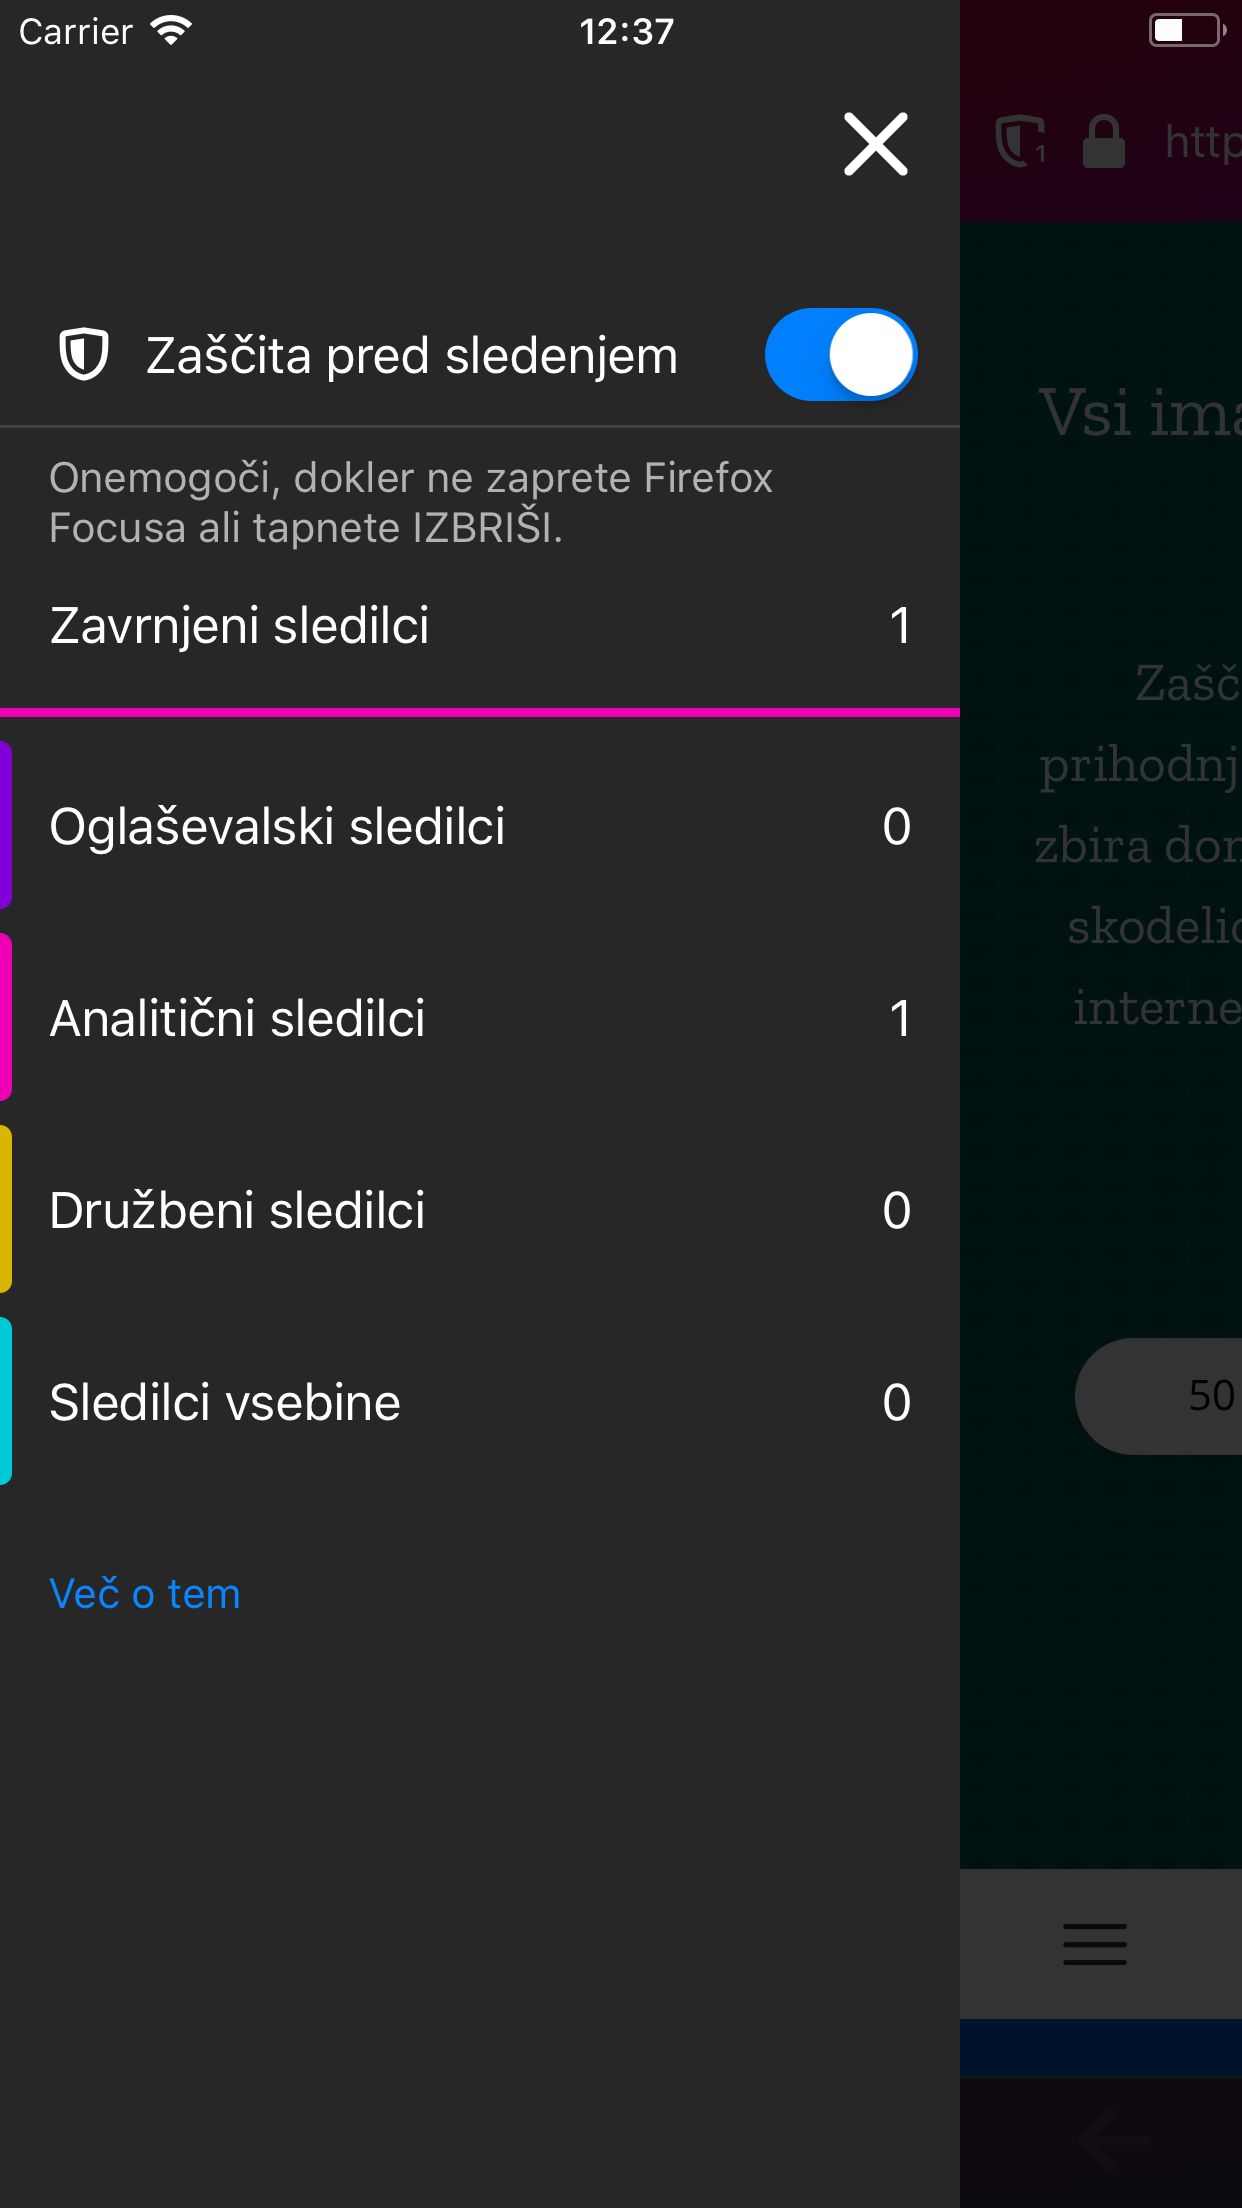 Carrier
12:37
1
http
Zaščita pred sledenjem
Onemogoči, dokler ne zaprete Firefox
Focusa ali tapnete IZBRIŠI.
Zavrnjeni sledilci 1
Oglaševalski sledilci 0
Analitični sledilci 1
Družbeni sledilci 0
Sledilci vsebine 0
Več o tem
Vsi ima
Zašč
prihodnj
zbira
skodelic
interne
50